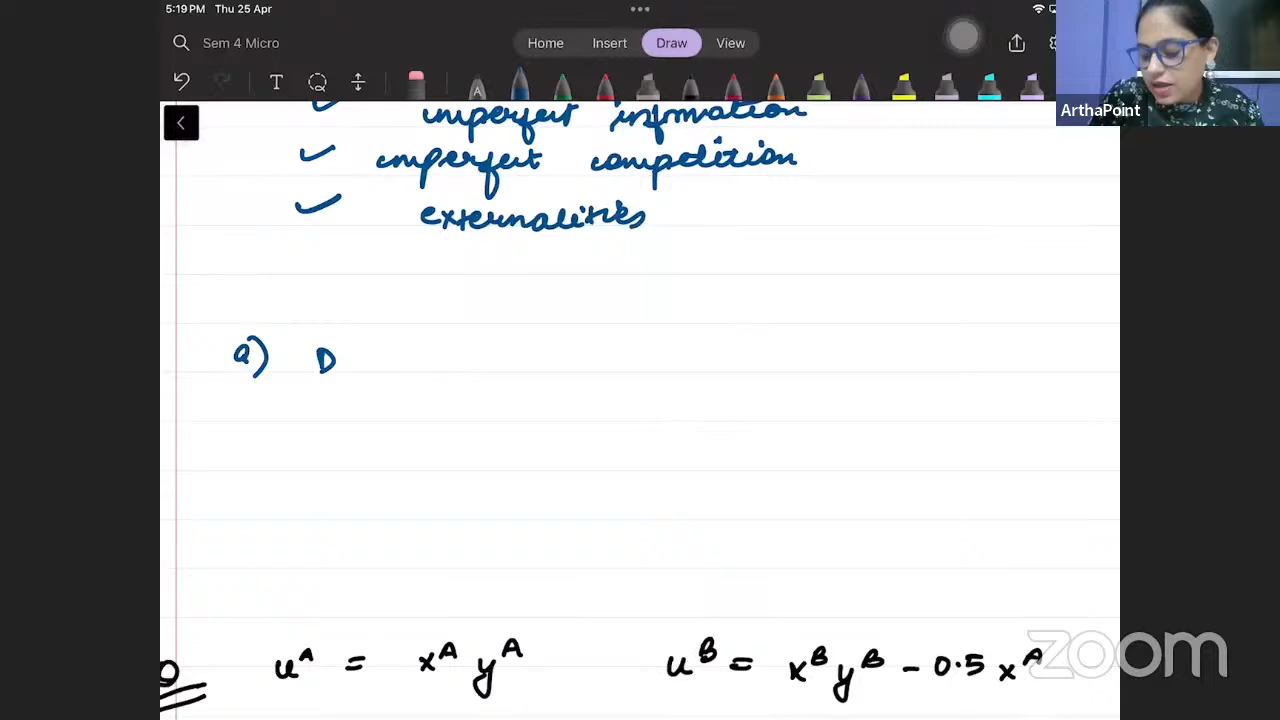 5:19 PM Thu 25 Apr
Sem 4 Micro
Home Insert Draw View
ArthaPoint
imperfect information
imperfect competition
externalities
a) D
u^A = x^A y^A u^B = x^B y^B - 0.5 x^A
zoom